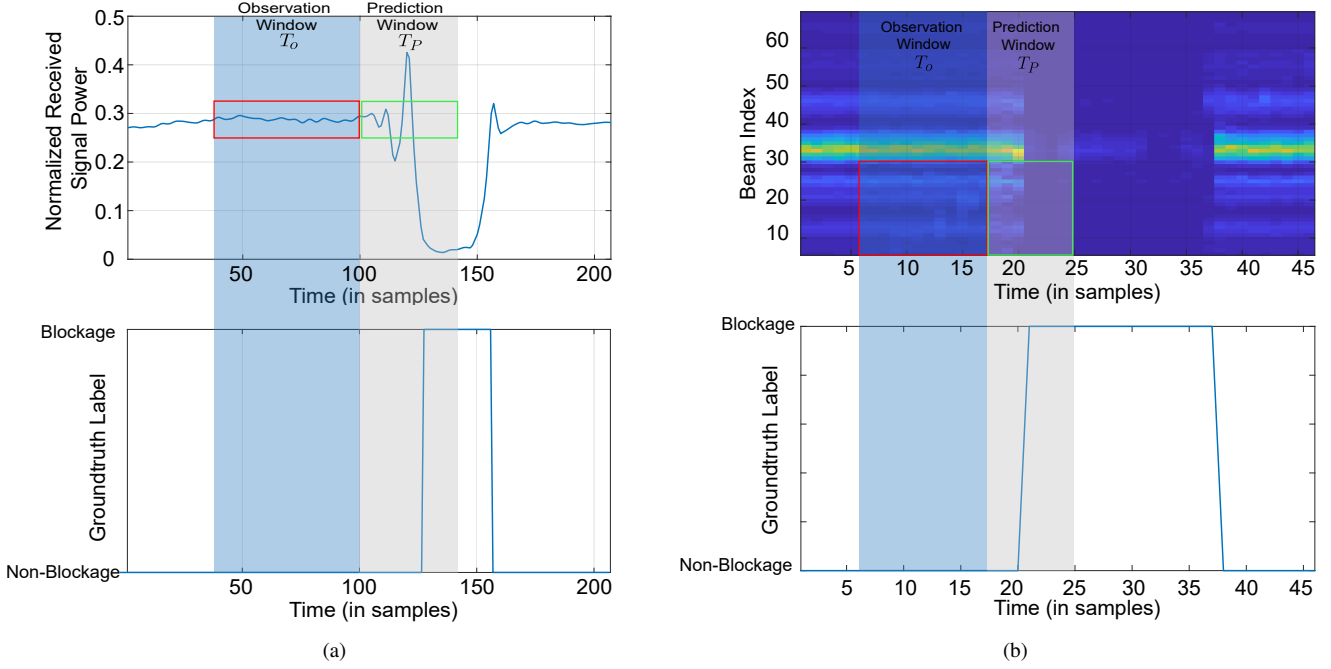 Observation
Window
T_o
Prediction
Window
T_P
Normalized Received
Signal Power
0.5
0.4
0.3
0.2
0.1
0
50
100
150
200
Time (in samples)
Blockage
Groundtruth Label
Non-Blockage
50
100
150
200
Time (in samples)
(a)
Observation
Window
T_o
Prediction
Window
T_P
Beam Index
60
50
40
30
20
10
5
10
15
20
25
30
35
40
45
Time (in samples)
Blockage
Groundtruth Label
Non-Blockage
5
10
15
20
25
30
35
40
45
Time (in samples)
(b)